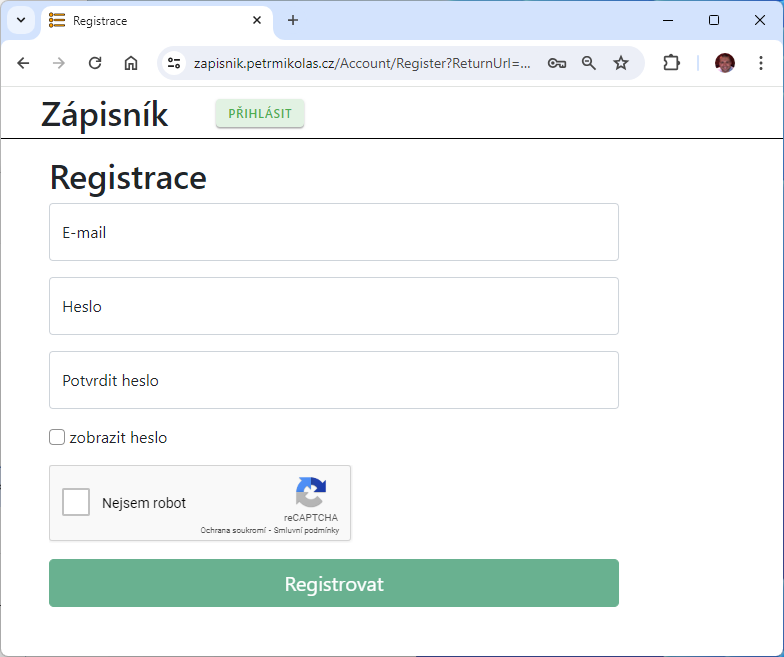 Registrace
zapisnik.petrmikolas.cz/Account/Register?ReturnUrl=...
Zápisník
PŘIHLÁSIT
Registrace
E-mail
Heslo
Potvrdit heslo
zobrazit heslo
Nejsem robot
reCAPTCHA
Ochrana soukromí - Smluvní podmínky
Registrovat